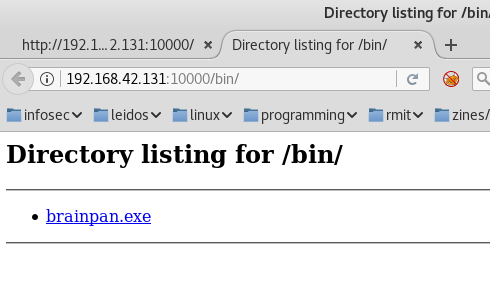 Directory listing for /bin/
http://192.1...2.131:10000/ × Directory listing for /bin/ × +
192.168.42.131:10000/bin/
infosec leidos linux programming rmit zines/
Directory listing for /bin/
• brainpan.exe